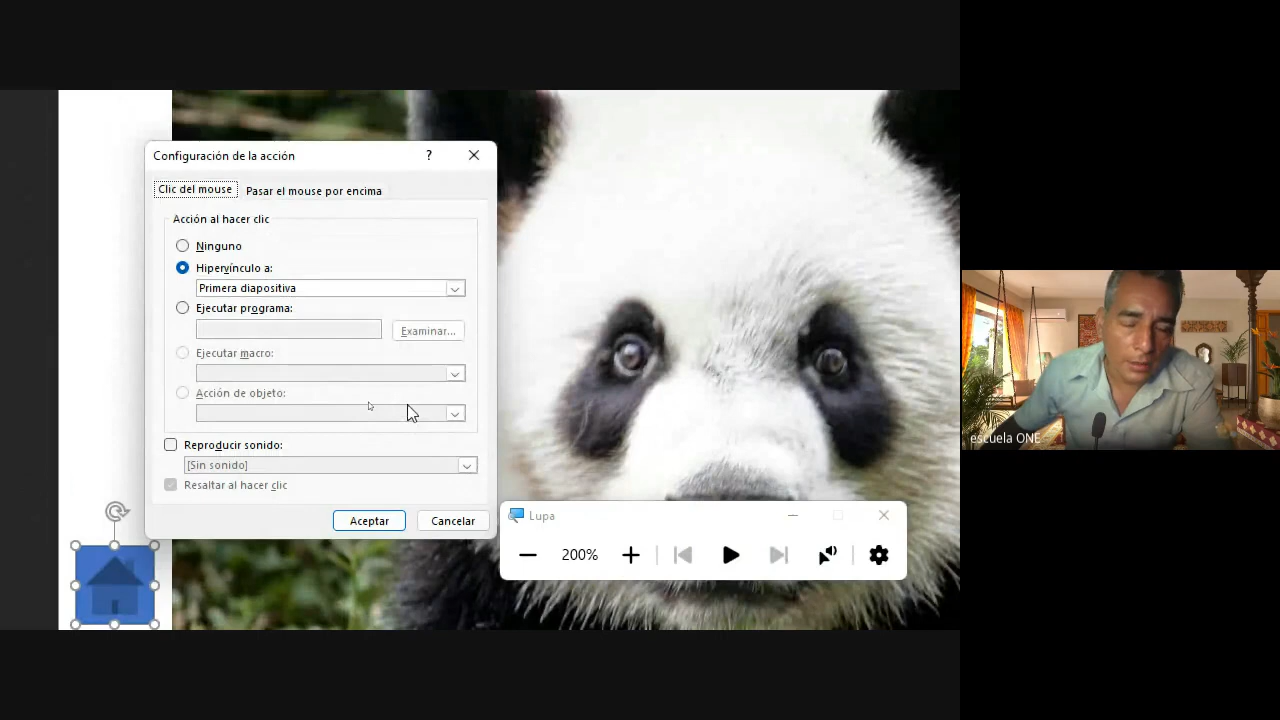 Configuración de la acción
?
Clic del mouse
Pasar el mouse por encima
Acción al hacer clic
Ninguno
Hipervínculo a:
Primera diapositiva
Ejecutar programa:
Examinar...
Ejecutar macro:
Acción de objeto:
Reproducir sonido:
[Sin sonido]
Resaltar al hacer clic
Aceptar
Cancelar
Lupa
200%
escuela ONE